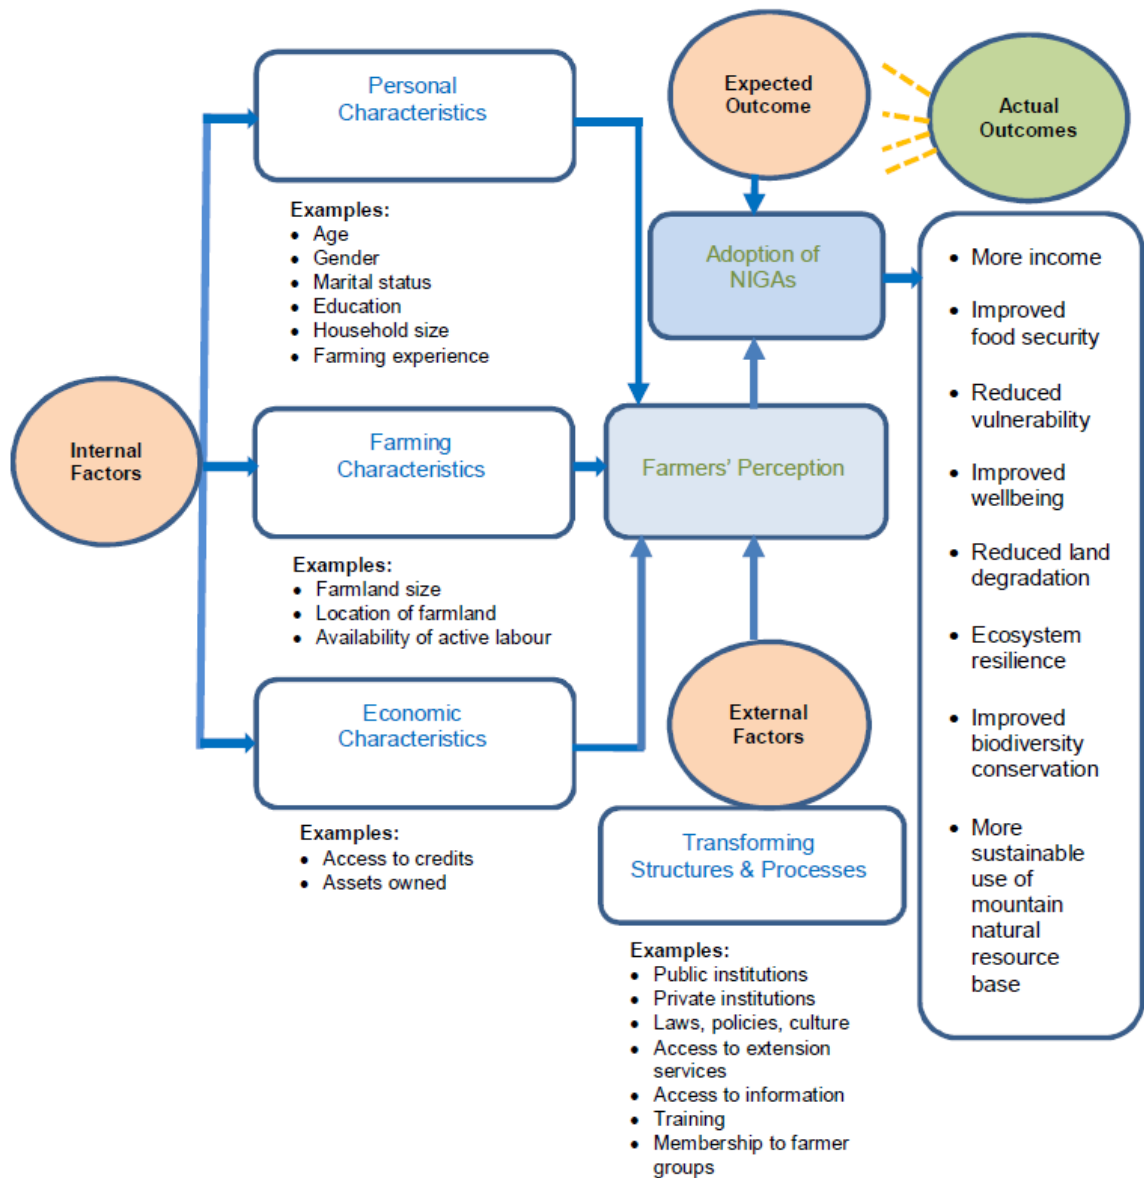 Personal
Characteristics
Examples:
• Age
• Gender
• Marital status
• Education
• Household size
• Farming experience
Internal
Factors
Farming
Characteristics
Examples:
• Farmland size
• Location of farmland
• Availability of active labour
Economic
Characteristics
Examples:
• Access to credits
• Assets owned
Expected
Outcome
Adoption of
NIGAs
Farmers’ Perception
External
Factors
Transforming
Structures & Processes
Examples:
• Public institutions
• Private institutions
• Laws, policies, culture
• Access to extension
services
• Access to information
• Training
• Membership to farmer
groups
Actual
Outcomes
• More income
• Improved
food security
• Reduced
vulnerability
• Improved
wellbeing
• Reduced land
degradation
• Ecosystem
resilience
• Improved
biodiversity
conservation
• More
sustainable
use of
mountain
natural
resource
base